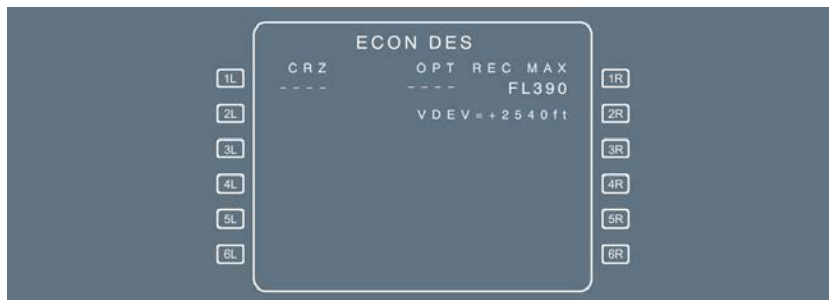 ECON DES
CRZ OPT REC MAX
1L 1R
---- ---- FL390
2L VDEV=+2540ft 2R
3L 3R
4L 4R
5L 5R
6L 6R